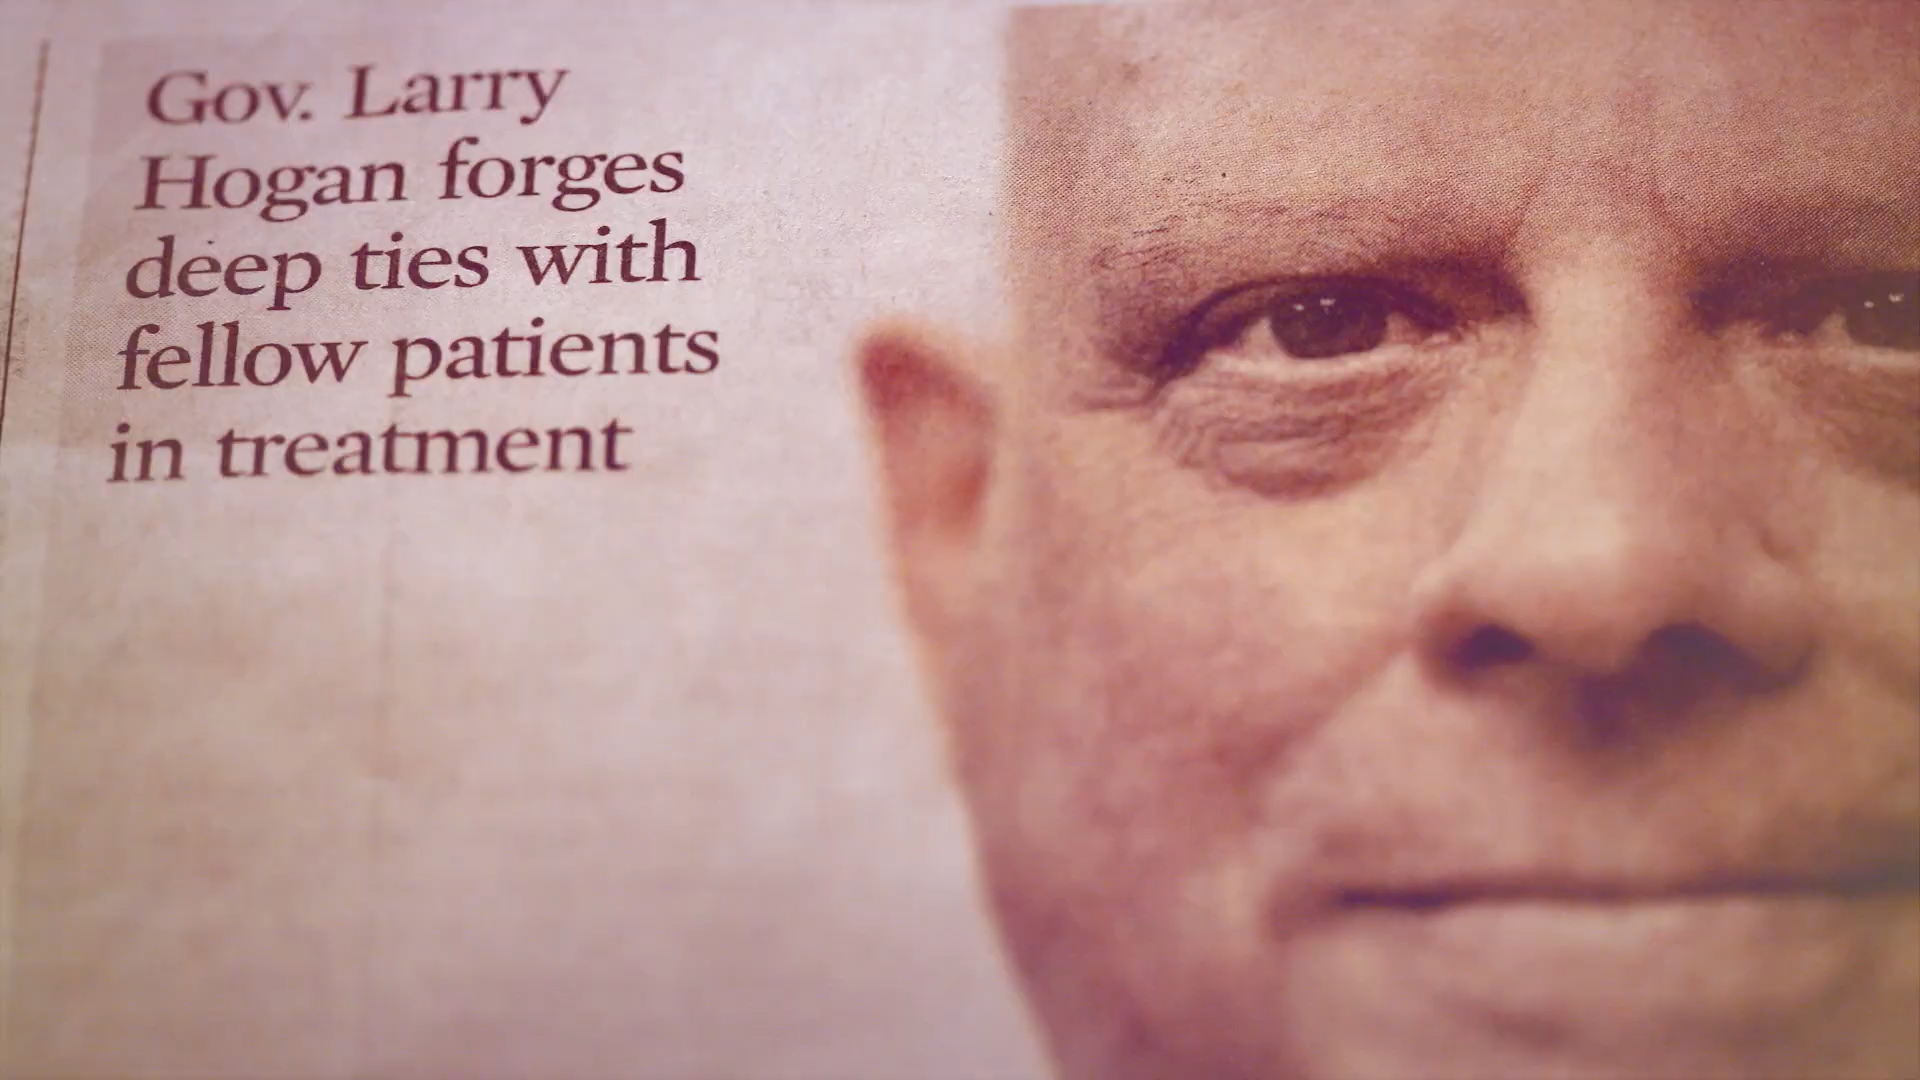 Gov. Larry
Hogan forges
deep ties with
fellow patients
in treatment